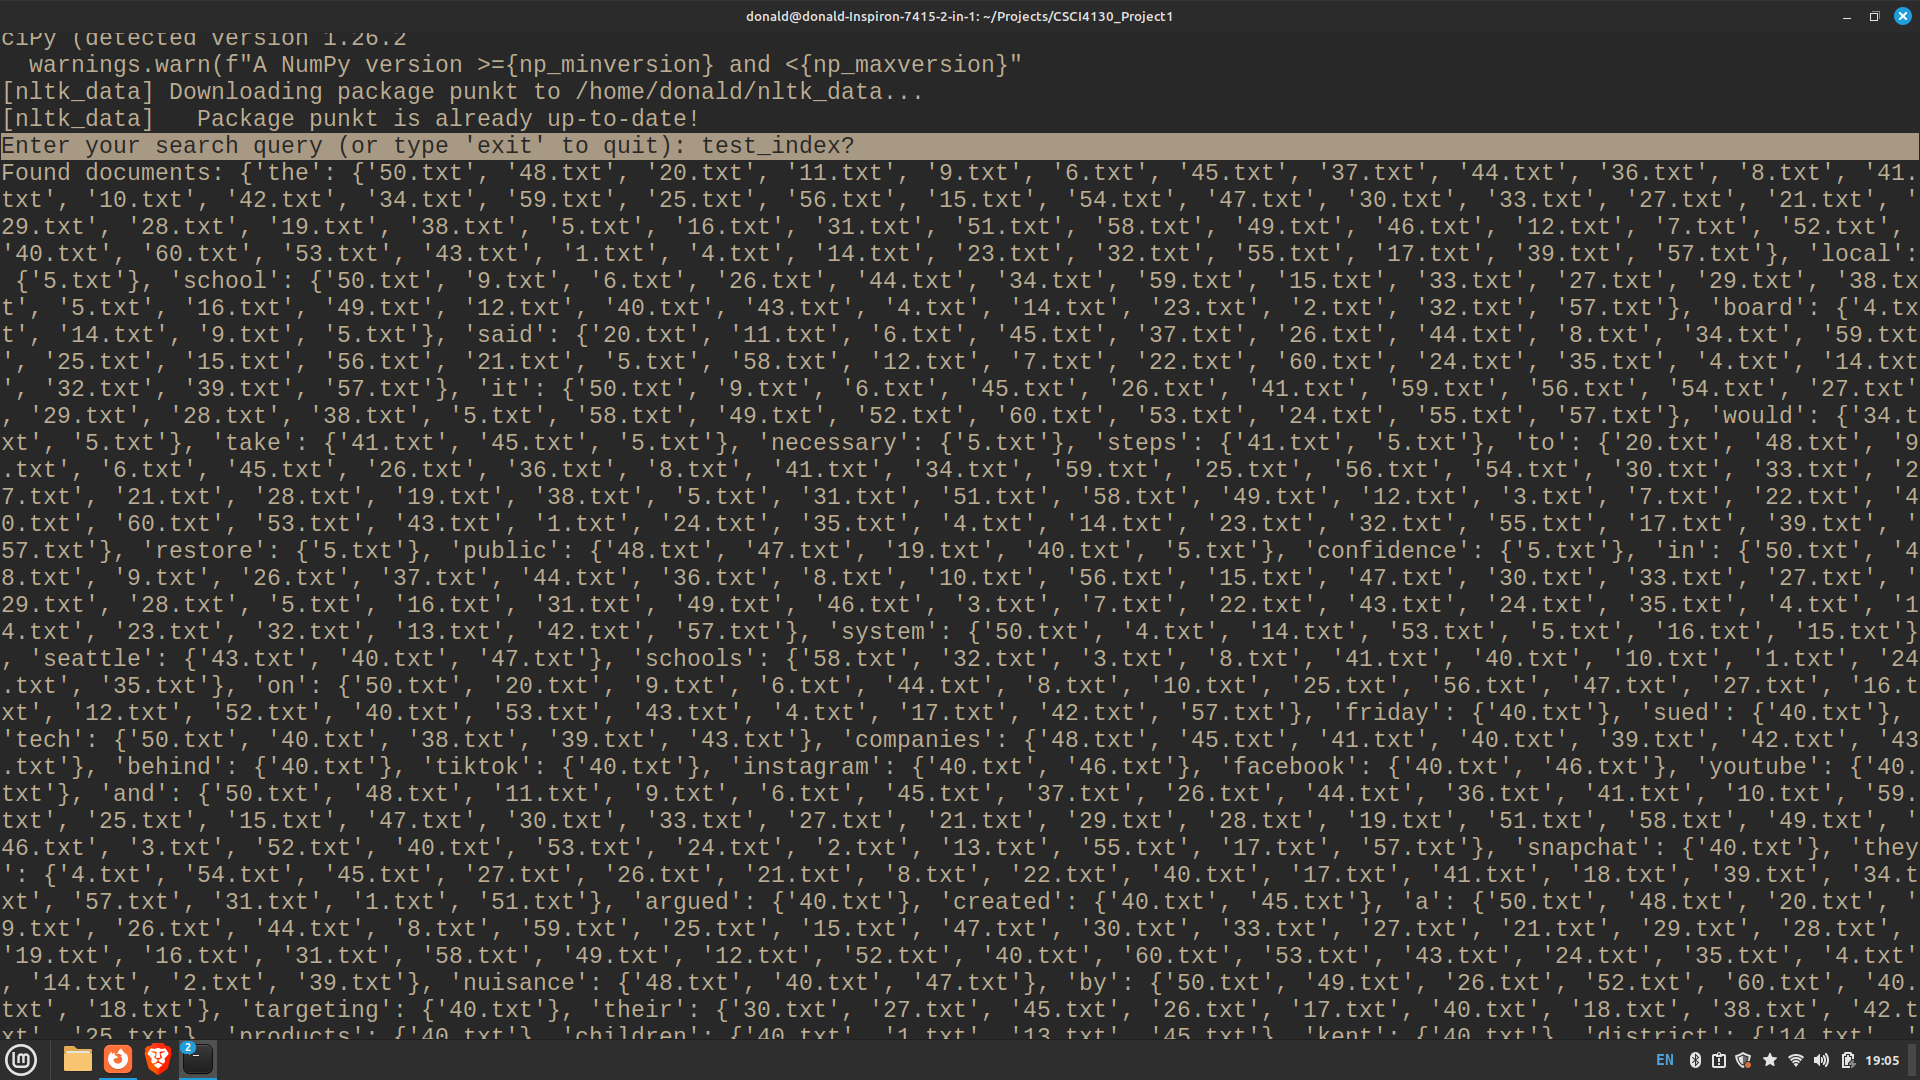 donald@donald-Inspiron-7415-2-in-1: ~/Projects/CSCI4130_Project1
ciPy (detected version 1.26.2
  warnings.warn(f"A NumPy version >={np_minversion} and <{np_maxversion}"
[nltk_data] Downloading package punkt to /home/donald/nltk_data...
[nltk_data]   Package punkt is already up-to-date!
Enter your search query (or type 'exit' to quit): test_index?
Found documents: {'the': {'50.txt', '48.txt', '20.txt', '11.txt', '9.txt', '6.txt', '45.txt', '37.txt', '44.txt', '36.txt', '8.txt', '41.
txt', '10.txt', '42.txt', '34.txt', '59.txt', '25.txt', '56.txt', '15.txt', '54.txt', '47.txt', '30.txt', '33.txt', '27.txt', '21.txt', '
29.txt', '28.txt', '19.txt', '38.txt', '5.txt', '16.txt', '31.txt', '51.txt', '58.txt', '49.txt', '46.txt', '12.txt', '7.txt', '52.txt', 
'40.txt', '60.txt', '53.txt', '43.txt', '1.txt', '4.txt', '14.txt', '23.txt', '32.txt', '55.txt', '17.txt', '39.txt', '57.txt'}, 'local':
 {'5.txt'}, 'school': {'50.txt', '9.txt', '6.txt', '26.txt', '44.txt', '34.txt', '59.txt', '15.txt', '33.txt', '27.txt', '29.txt', '38.tx
t', '5.txt', '16.txt', '49.txt', '12.txt', '40.txt', '43.txt', '4.txt', '14.txt', '23.txt', '2.txt', '32.txt', '57.txt'}, 'board': {'4.tx
t', '14.txt', '9.txt', '5.txt'}, 'said': {'20.txt', '11.txt', '6.txt', '45.txt', '37.txt', '26.txt', '44.txt', '8.txt', '34.txt', '59.txt
', '25.txt', '15.txt', '56.txt', '21.txt', '5.txt', '58.txt', '12.txt', '7.txt', '22.txt', '60.txt', '24.txt', '35.txt', '4.txt', '14.txt
', '32.txt', '39.txt', '57.txt'}, 'it': {'50.txt', '9.txt', '6.txt', '45.txt', '26.txt', '41.txt', '59.txt', '56.txt', '54.txt', '27.txt'
, '29.txt', '28.txt', '38.txt', '5.txt', '58.txt', '49.txt', '52.txt', '60.txt', '53.txt', '24.txt', '55.txt', '57.txt'}, 'would': {'34.t
xt', '5.txt'}, 'take': {'41.txt', '45.txt', '5.txt'}, 'necessary': {'5.txt'}, 'steps': {'41.txt', '5.txt'}, 'to': {'20.txt', '48.txt', '9
.txt', '6.txt', '45.txt', '26.txt', '36.txt', '8.txt', '41.txt', '34.txt', '59.txt', '25.txt', '56.txt', '54.txt', '30.txt', '33.txt', '2
7.txt', '21.txt', '28.txt', '19.txt', '38.txt', '5.txt', '31.txt', '51.txt', '58.txt', '49.txt', '12.txt', '3.txt', '7.txt', '22.txt', '4
0.txt', '60.txt', '53.txt', '43.txt', '1.txt', '24.txt', '35.txt', '4.txt', '14.txt', '23.txt', '32.txt', '55.txt', '17.txt', '39.txt', '
57.txt'}, 'restore': {'5.txt'}, 'public': {'48.txt', '47.txt', '19.txt', '40.txt', '5.txt'}, 'confidence': {'5.txt'}, 'in': {'50.txt', '4
8.txt', '9.txt', '26.txt', '37.txt', '44.txt', '36.txt', '8.txt', '10.txt', '56.txt', '15.txt', '47.txt', '30.txt', '33.txt', '27.txt', '
29.txt', '28.txt', '5.txt', '16.txt', '31.txt', '49.txt', '46.txt', '3.txt', '7.txt', '22.txt', '43.txt', '24.txt', '35.txt', '4.txt', '1
4.txt', '23.txt', '32.txt', '13.txt', '42.txt', '57.txt'}, 'system': {'50.txt', '4.txt', '14.txt', '53.txt', '5.txt', '16.txt', '15.txt'}
, 'seattle': {'43.txt', '40.txt', '47.txt'}, 'schools': {'58.txt', '32.txt', '3.txt', '8.txt', '41.txt', '40.txt', '10.txt', '1.txt', '24
.txt', '35.txt'}, 'on': {'50.txt', '20.txt', '9.txt', '6.txt', '44.txt', '8.txt', '10.txt', '25.txt', '56.txt', '47.txt', '27.txt', '16.t
xt', '12.txt', '52.txt', '40.txt', '53.txt', '43.txt', '4.txt', '17.txt', '42.txt', '57.txt'}, 'friday': {'40.txt'}, 'sued': {'40.txt'}, 
'tech': {'50.txt', '40.txt', '38.txt', '39.txt', '43.txt'}, 'companies': {'48.txt', '45.txt', '41.txt', '40.txt', '39.txt', '42.txt', '43
.txt'}, 'behind': {'40.txt'}, 'tiktok': {'40.txt'}, 'instagram': {'40.txt', '46.txt'}, 'facebook': {'40.txt', '46.txt'}, 'youtube': {'40.
txt'}, 'and': {'50.txt', '48.txt', '11.txt', '9.txt', '6.txt', '45.txt', '37.txt', '26.txt', '44.txt', '36.txt', '41.txt', '10.txt', '59.
txt', '25.txt', '15.txt', '47.txt', '30.txt', '33.txt', '27.txt', '21.txt', '29.txt', '28.txt', '19.txt', '51.txt', '58.txt', '49.txt', '
46.txt', '3.txt', '52.txt', '40.txt', '53.txt', '24.txt', '2.txt', '13.txt', '55.txt', '17.txt', '57.txt'}, 'snapchat': {'40.txt'}, 'they
': {'4.txt', '54.txt', '45.txt', '27.txt', '26.txt', '21.txt', '8.txt', '22.txt', '40.txt', '17.txt', '41.txt', '18.txt', '39.txt', '34.t
xt', '57.txt', '31.txt', '1.txt', '51.txt'}, 'argued': {'40.txt'}, 'created': {'40.txt', '45.txt'}, 'a': {'50.txt', '48.txt', '20.txt', '
9.txt', '26.txt', '44.txt', '8.txt', '59.txt', '25.txt', '15.txt', '47.txt', '30.txt', '33.txt', '27.txt', '21.txt', '29.txt', '28.txt', 
'19.txt', '16.txt', '31.txt', '58.txt', '49.txt', '12.txt', '52.txt', '40.txt', '60.txt', '53.txt', '43.txt', '24.txt', '35.txt', '4.txt'
, '14.txt', '2.txt', '39.txt'}, 'nuisance': {'48.txt', '40.txt', '47.txt'}, 'by': {'50.txt', '49.txt', '26.txt', '52.txt', '60.txt', '40.
txt', '18.txt'}, 'targeting': {'40.txt'}, 'their': {'30.txt', '27.txt', '45.txt', '26.txt', '17.txt', '40.txt', '18.txt', '38.txt', '42.t
xt', '25.txt'}, 'products': {'40.txt'}, 'children': {'40.txt', '1.txt', '13.txt', '45.txt'}, 'kent': {'40.txt'}, 'district': {'14.txt', '
2
EN
19:05